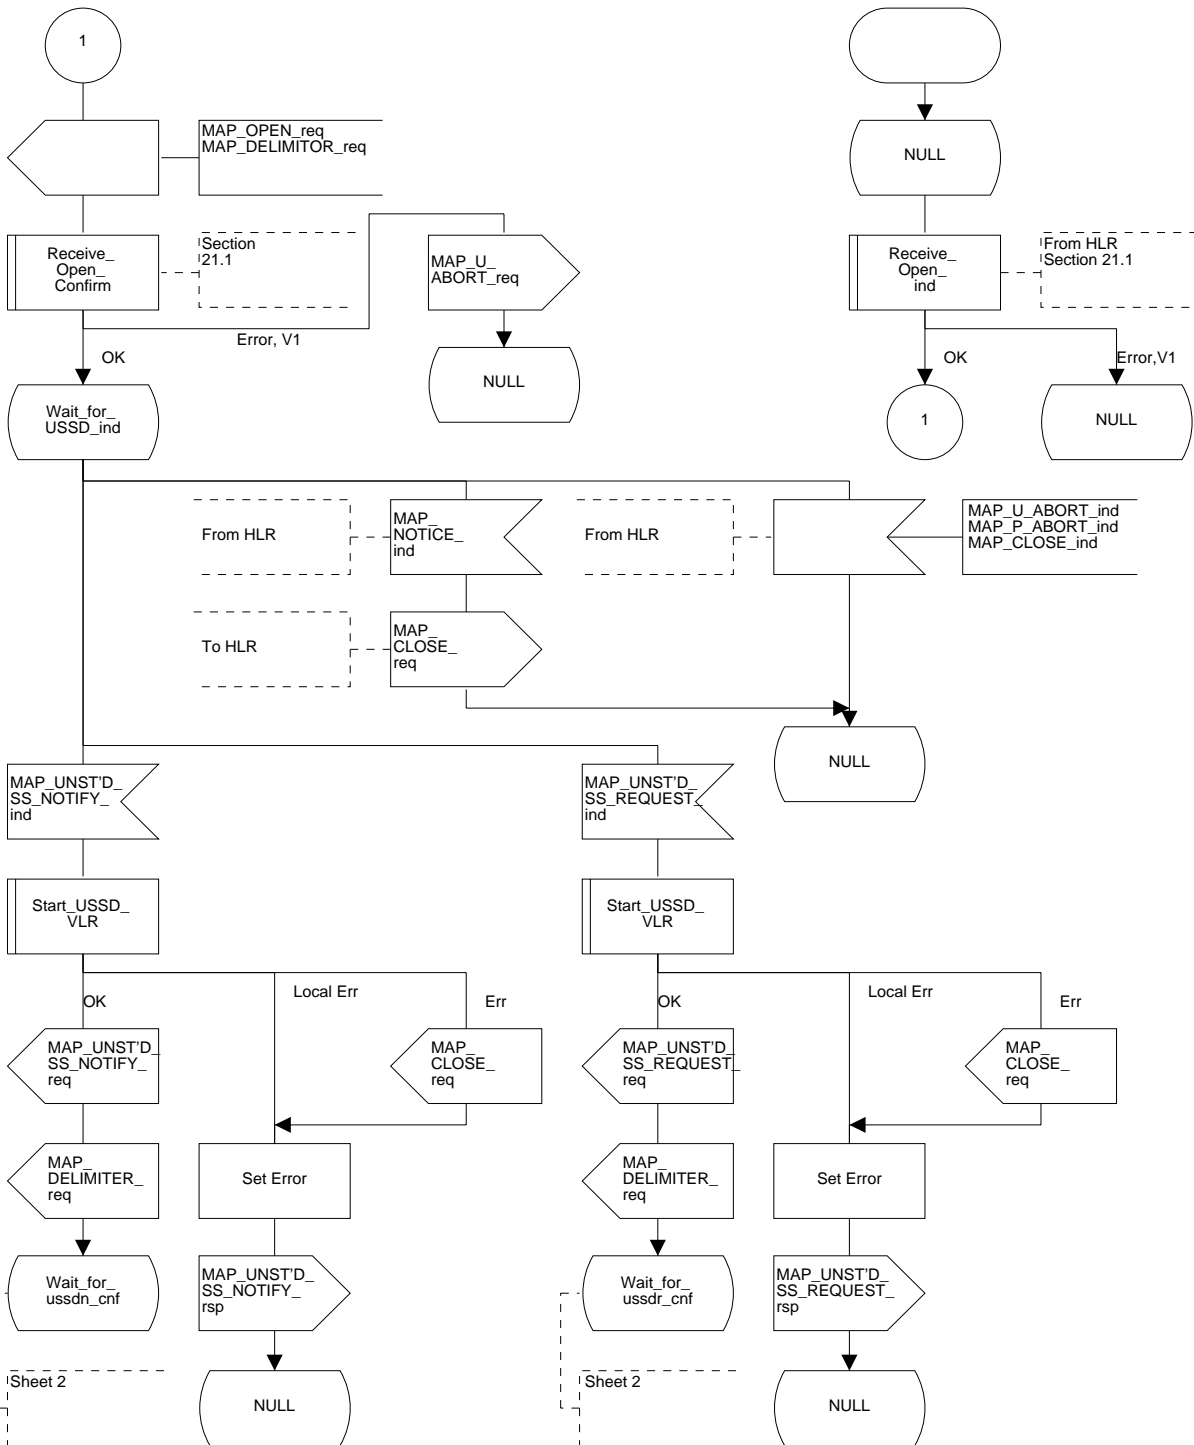 1
MAP_OPEN_req
MAP_DELIMITOR_req
NULL
Receive_
Open_
Confirm
Section
21.1
MAP_U_
ABORT_req
Receive_
Open_
ind
From HLR
Section 21.1
Error, V1
OK
NULL
OK
Error,V1
Wait_for_
USSD_ind
1
NULL
From HLR
MAP_
NOTICE_
ind
From HLR
MAP_U_ABORT_ind
MAP_P_ABORT_ind
MAP_CLOSE_ind
To HLR
MAP_
CLOSE_
req
NULL
MAP_UNST'D_
SS_NOTIFY_
ind
MAP_UNST'D_
SS_REQUEST_
ind
Start_USSD_
VLR
Start_USSD_
VLR
OK
Local Err
Err
OK
Local Err
Err
MAP_UNST'D_
SS_NOTIFY_
req
MAP_
CLOSE_
req
MAP_UNST'D_
SS_REQUEST_
req
MAP_
CLOSE_
req
MAP_
DELIMITER_
req
Set Error
MAP_
DELIMITER_
req
Set Error
Wait_for_
ussdn_cnf
MAP_UNST'D_
SS_NOTIFY_
rsp
Wait_for_
ussdr_cnf
MAP_UNST'D_
SS_REQUEST_
rsp
Sheet 2
NULL
Sheet 2
NULL